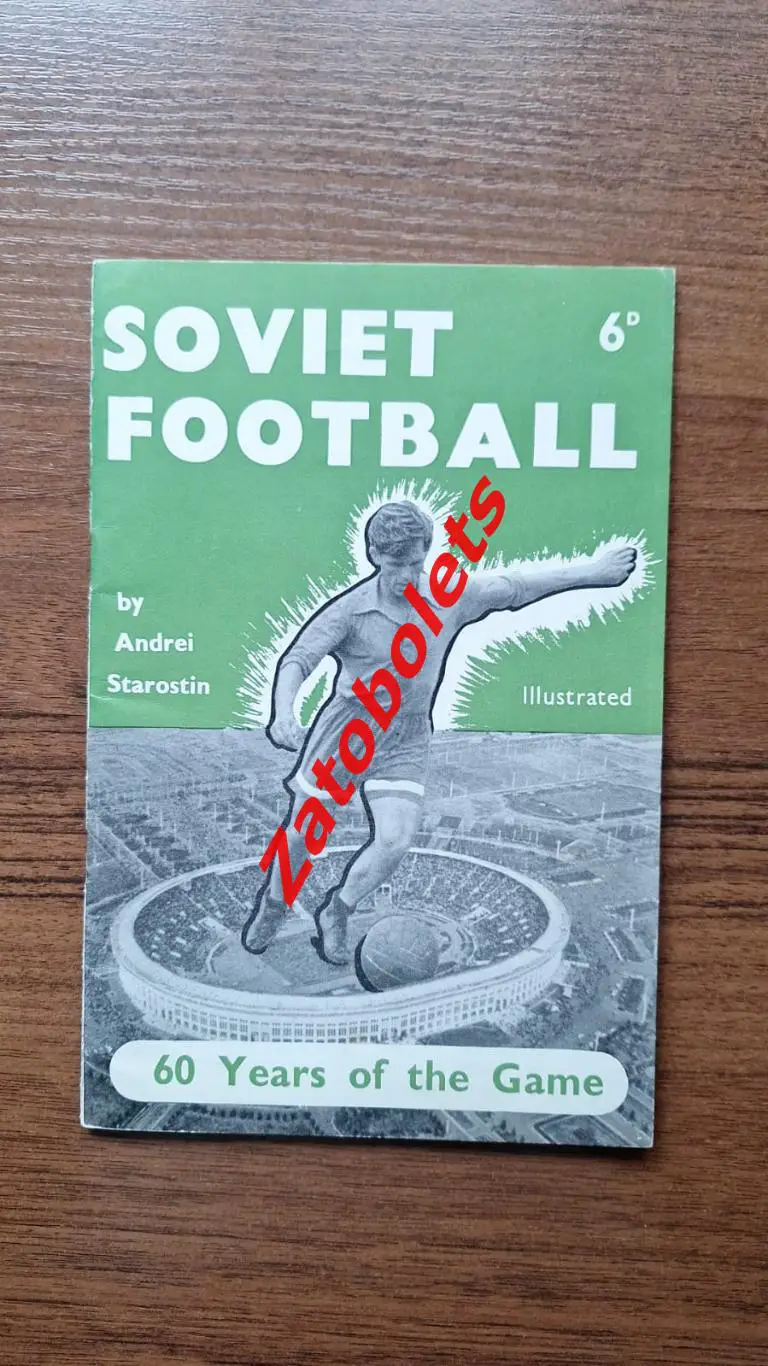 SOVIET
6D
FOOTBALL
by
Andrei
Starostin
Illustrated
Zatobolets
60 Years of the Game